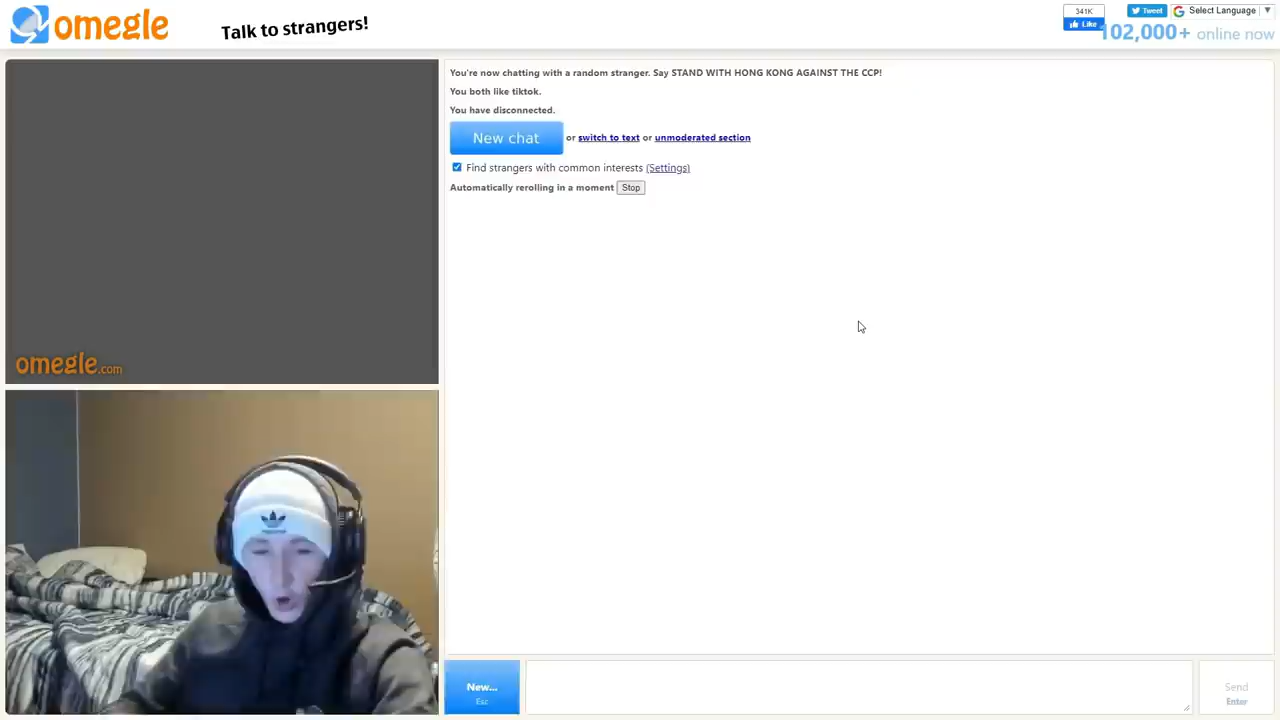 omegle
Talk to strangers!
341K
Like
Tweet
Select Language ▼
102,000+ online now
You're now chatting with a random stranger. Say STAND WITH HONG KONG AGAINST THE CCP!
You both like tiktok.
You have disconnected.
New chat or switch to text or unmoderated section
Find strangers with common interests (Settings)
Automatically rerolling in a moment Stop
omegle.com
New...
Esc
Send
Enter